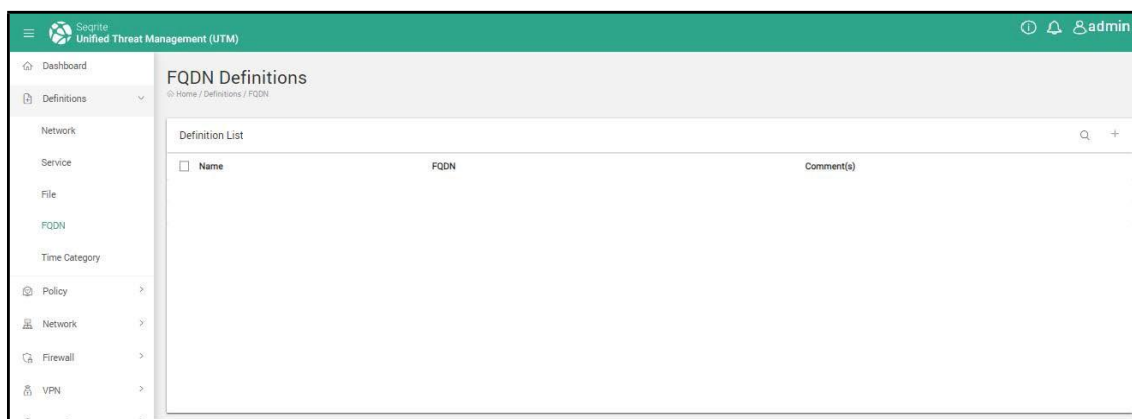 Seqrite
Unified Threat Management (UTM)
admin
Dashboard
Definitions
Network
Service
File
FQDN
Time Category
Policy
Network
Firewall
VPN
FQDN Definitions
Home / Definitions / FQDN
Definition List
Name FQDN Comment(s)